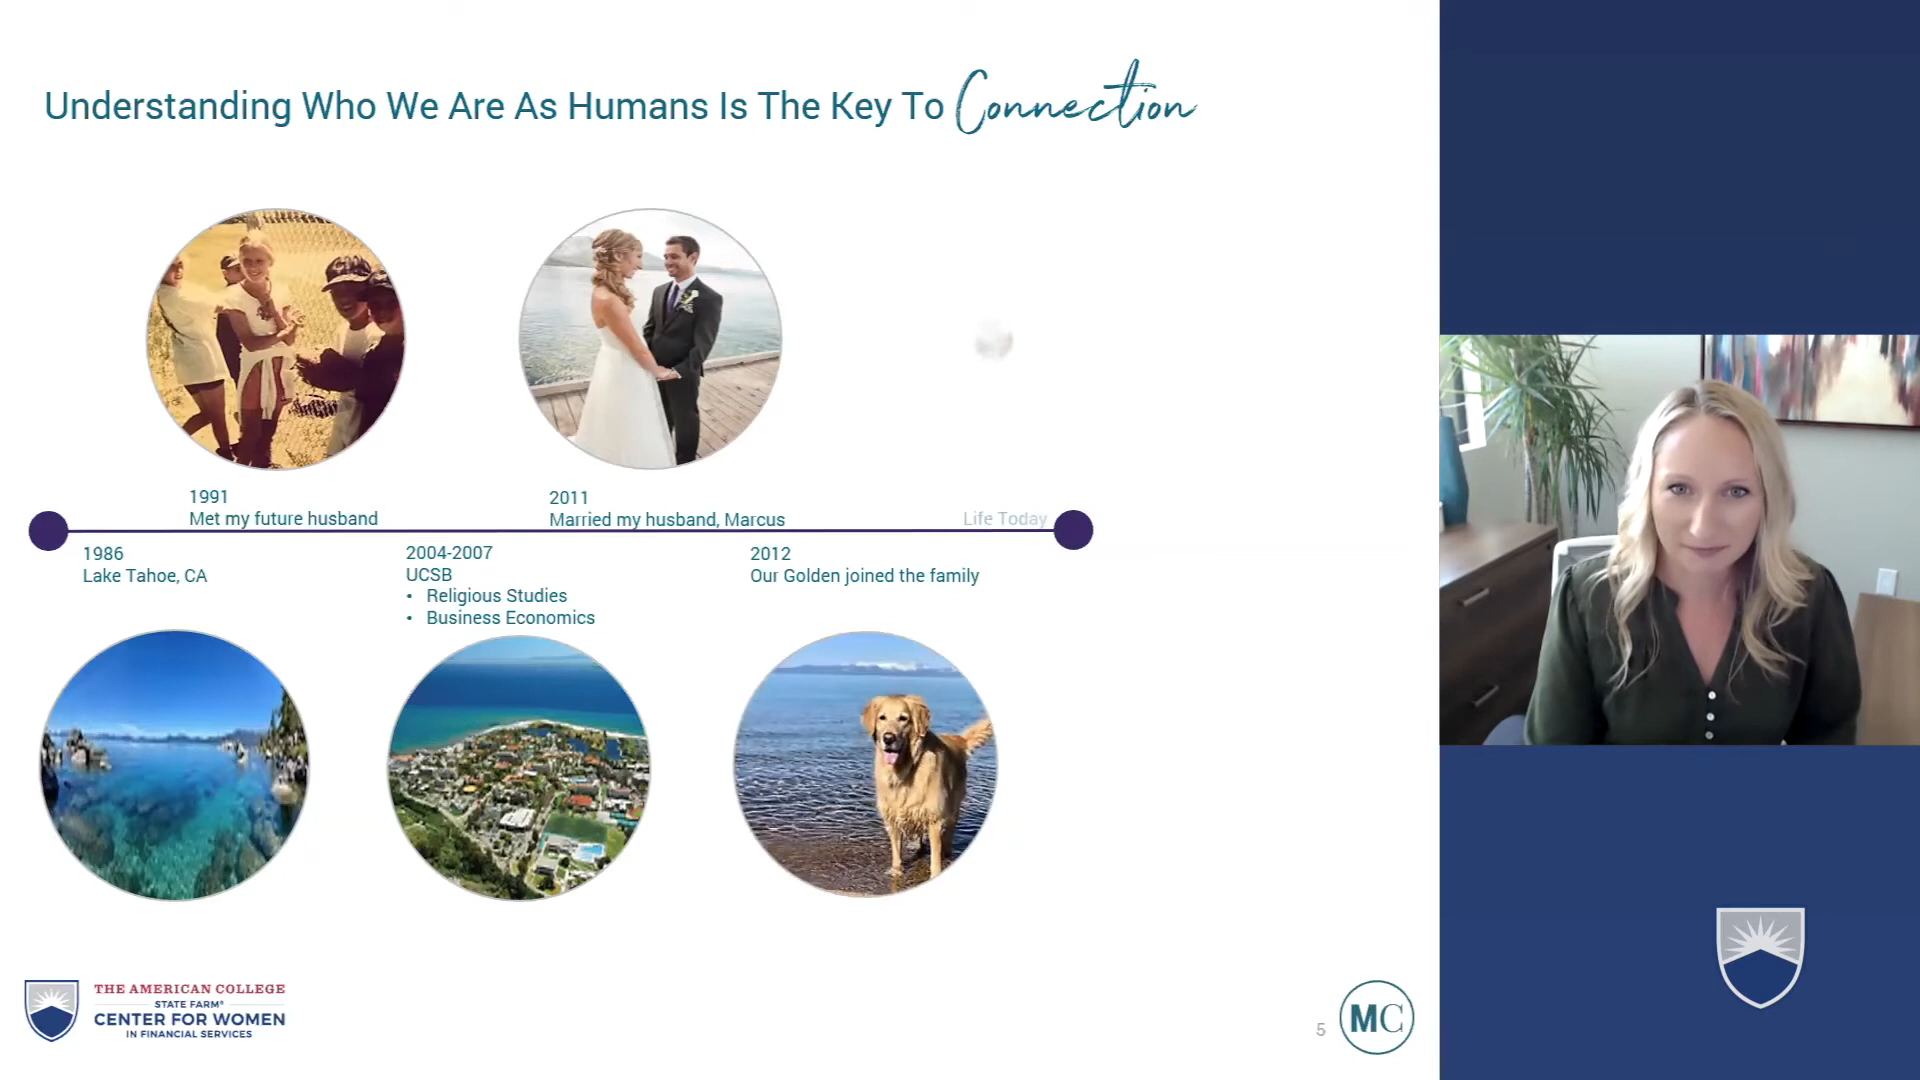 Understanding Who We Are As Humans Is The Key To Connection
1991
Met my future husband
2011
Married my husband, Marcus
Life Today
1986
Lake Tahoe, CA
2004-2007
UCSB
• Religious Studies
• Business Economics
2012
Our Golden joined the family
THE AMERICAN COLLEGE
STATE FARM®
CENTER FOR WOMEN
IN FINANCIAL SERVICES
5
MC